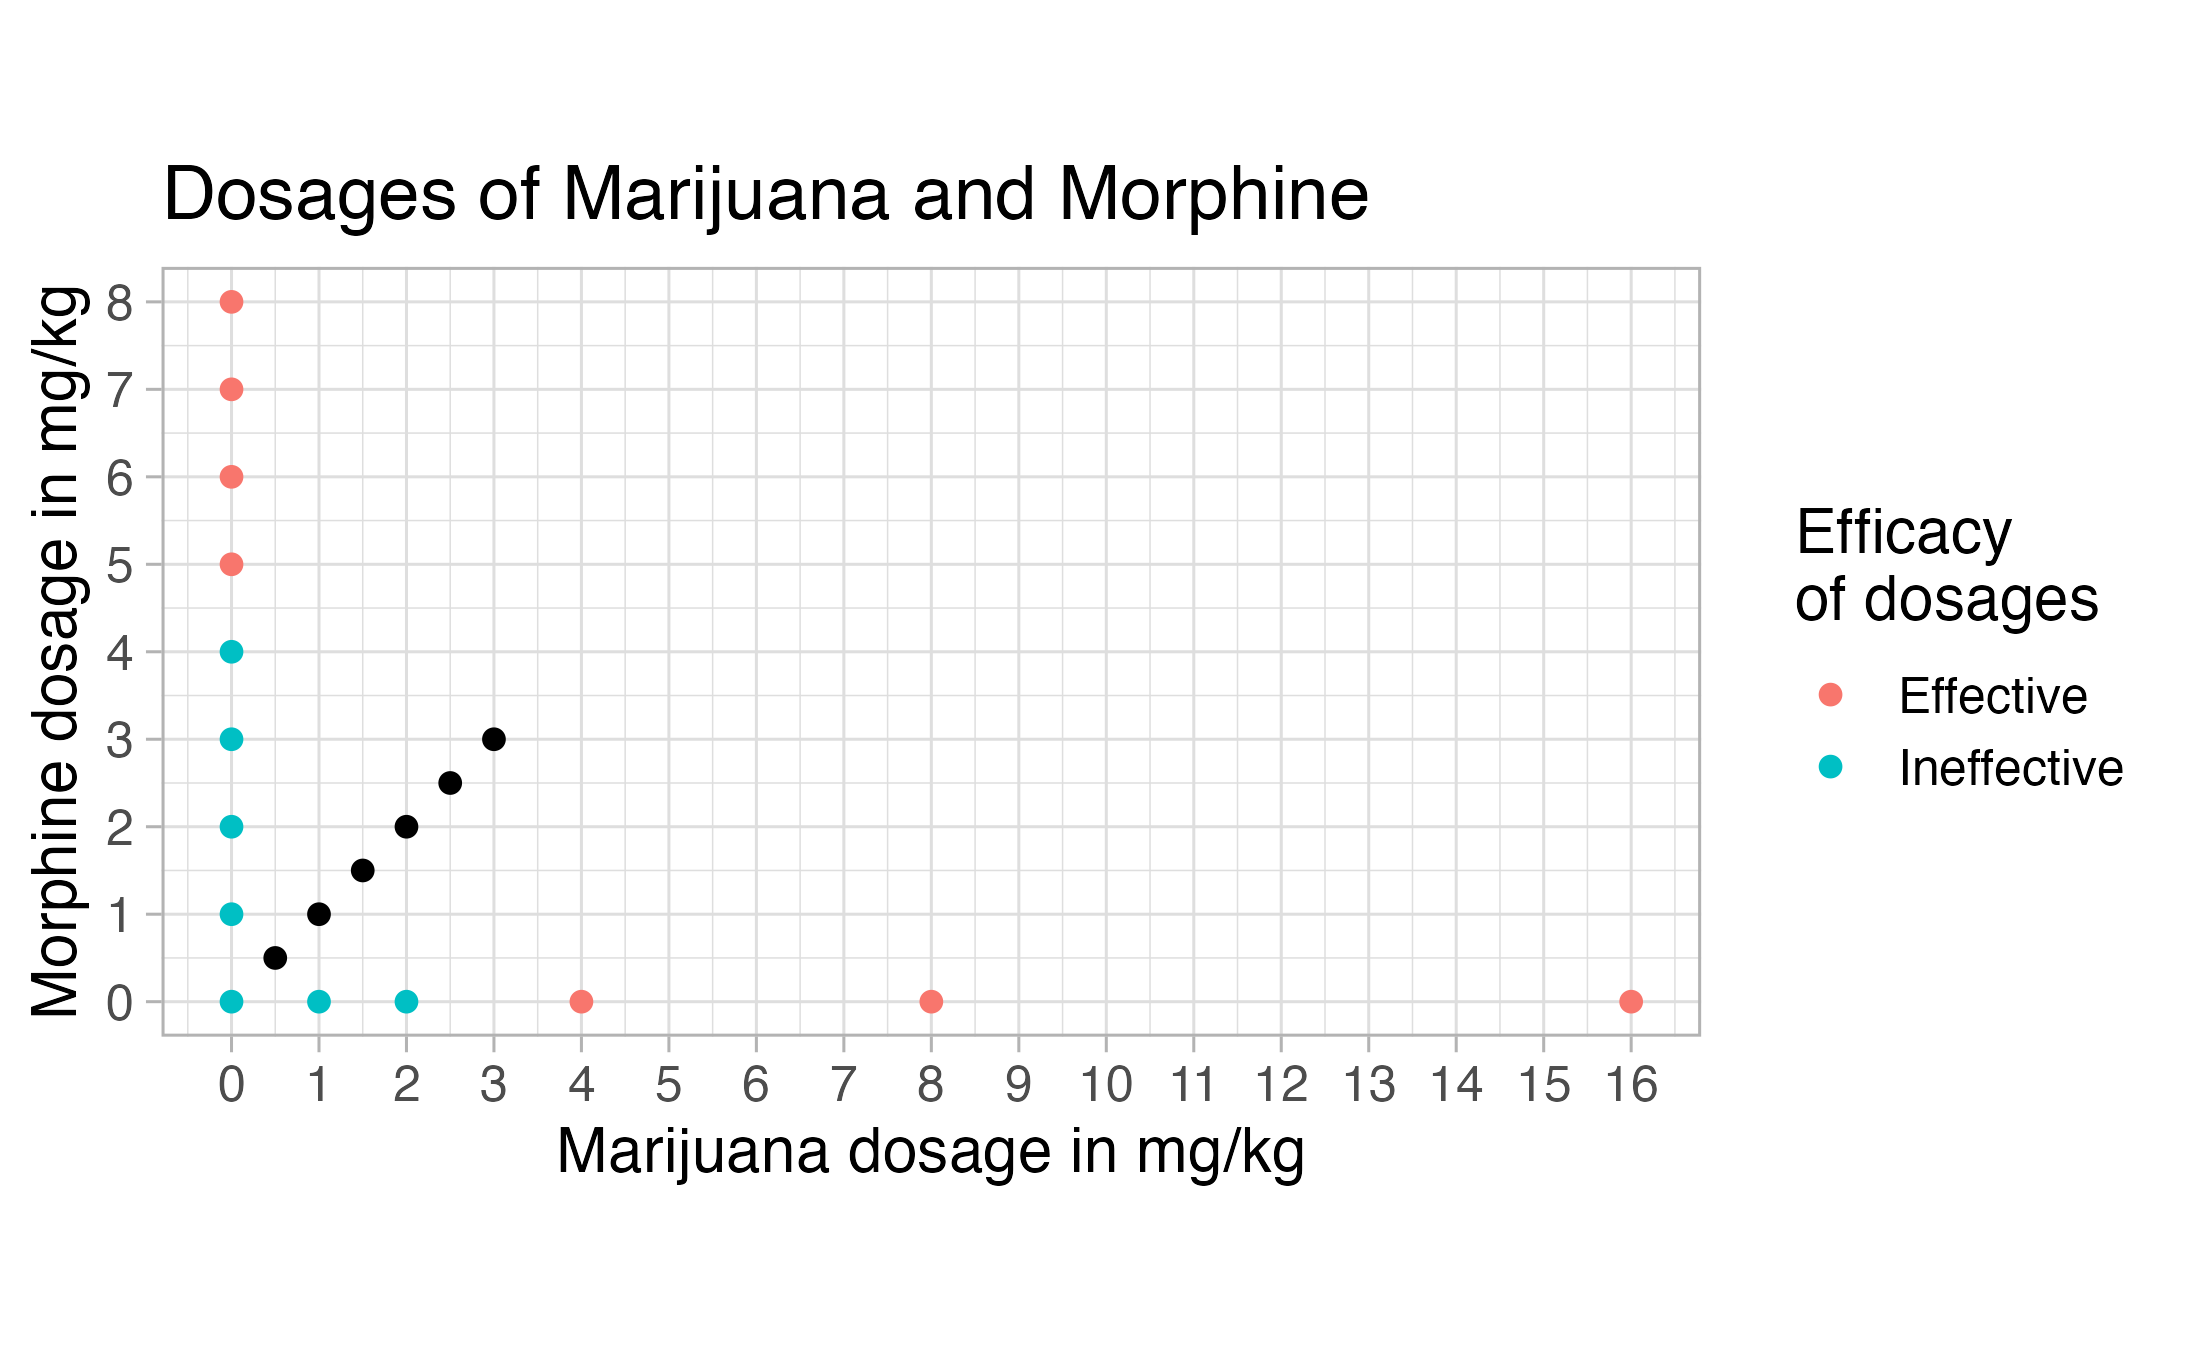 Dosages of Marijuana and Morphine
Morphine dosage in mg/kg
8
7
6
5
4
3
2
1
0
0 1 2 3 4 5 6 7 8 9 10 11 12 13 14 15 16
Marijuana dosage in mg/kg
Efficacy
of dosages
Effective
Ineffective